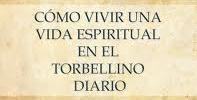 CÓMO VIVIR UNA
VIDA ESPIRITUAL
EN EL
TORBELLINO
DIARIO